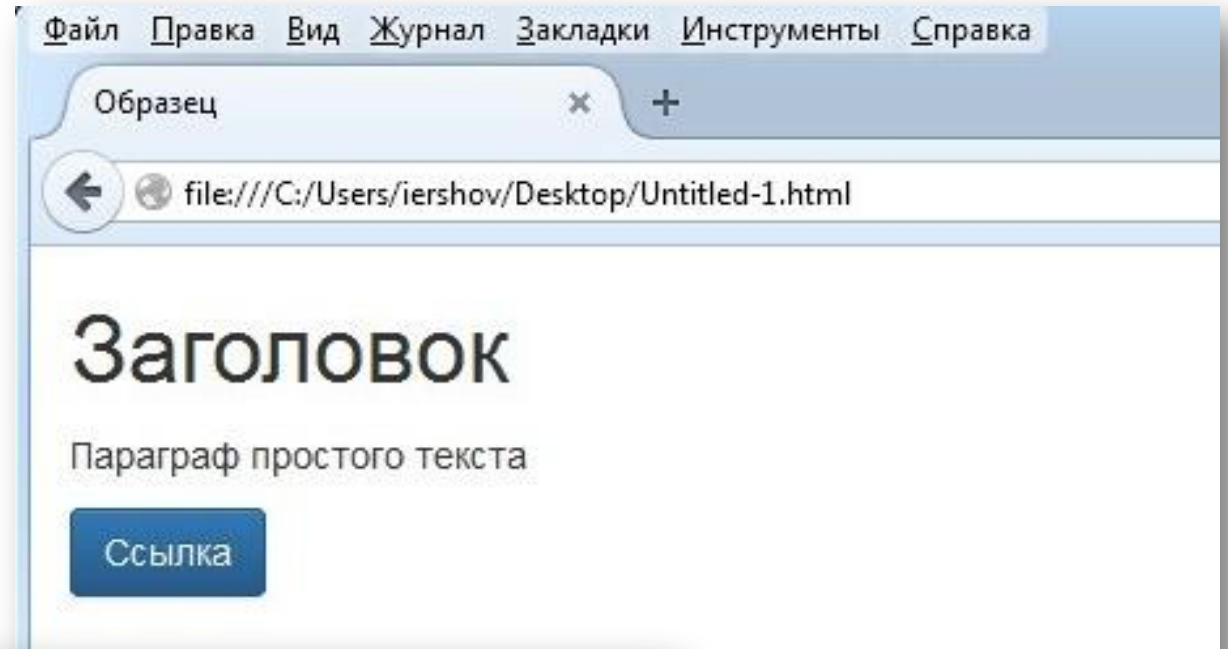 Файл Правка Вид Журнал Закладки Инструменты Справка
Образец
file:///C:/Users/iershov/Desktop/Untitled-1.html
Заголовок
Параграф простого текста
Ссылка